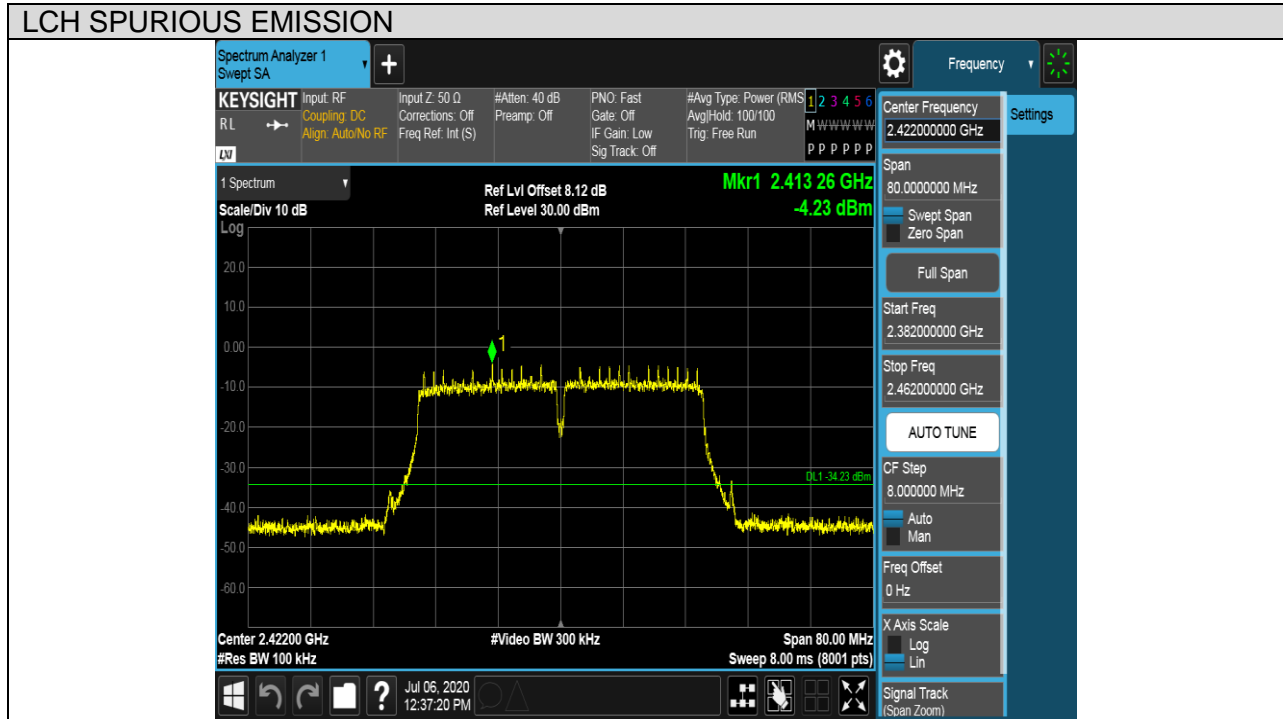 LCH SPURIOUS EMISSION
Spectrum Analyzer 1
Swept SA
+
Frequency
KEYSIGHT
RL
LXI
Input: RF
Coupling: DC
Align: Auto/No RF
Input Z: 50 Ω
Corrections: Off
Freq Ref: Int (S)
#Atten: 40 dB
Preamp: Off
PNO: Fast
Gate: Off
IF Gain: Low
Sig Track: Off
#Avg Type: Power (RMS
Avg|Hold: 100/100
Trig: Free Run
1 2 3 4 5 6
M W W W W W
P P P P P P
1 Spectrum
Scale/Div 10 dB
Ref Lvl Offset 8.12 dB
Ref Level 30.00 dBm
Mkr1 2.413 26 GHz
-4.23 dBm
Log
20.0
10.0
0.00
-10.0
-20.0
-30.0
-40.0
-50.0
-60.0
1
DL1 -34.23 dBm
Center 2.42200 GHz
#Res BW 100 kHz
#Video BW 300 kHz
Span 80.00 MHz
Sweep 8.00 ms (8001 pts)
Center Frequency
2.422000000 GHz
Settings
Span
80.0000000 MHz
Swept Span
Zero Span
Full Span
Start Freq
2.382000000 GHz
Stop Freq
2.462000000 GHz
AUTO TUNE
CF Step
8.000000 MHz
Auto
Man
Freq Offset
0 Hz
X Axis Scale
Log
Lin
Signal Track
(Span Zoom)
?
Jul 06, 2020
12:37:20 PM